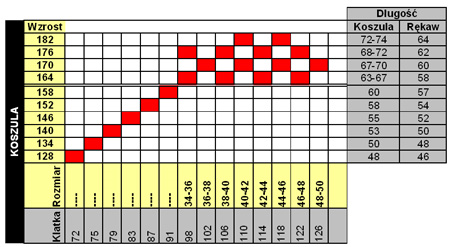 Długość
Wzrost Koszula Rękaw
182 72-74 64
176 68-72 62
170 67-70 60
164 63-67 58
158 60 57
152 58 54
146 55 52
140 53 50
134 50 48
128 48 46
KOSZULA
Rozmiar ---- ---- ---- ---- ---- ---- 34-36 36-38 38-40 40-42 42-44 44-46 46-48 48-50
Klatka 72 75 79 83 87 91 98 102 106 110 114 118 122 126